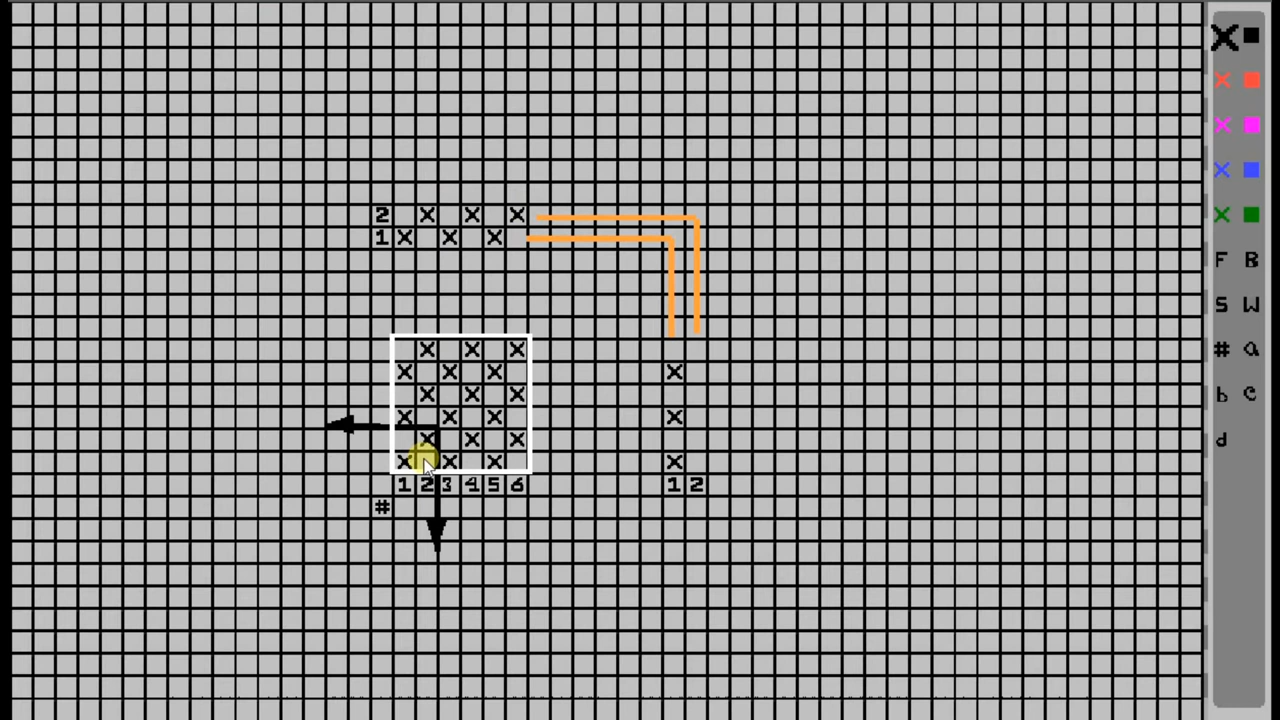 2 X X X
1 X X X
X X X
X X X X
X X X
X X X X
X X X
X X X X
1 2 3 4 5 6 1 2
#
X
X
X
X
X
F B
S W
# a
b c
d